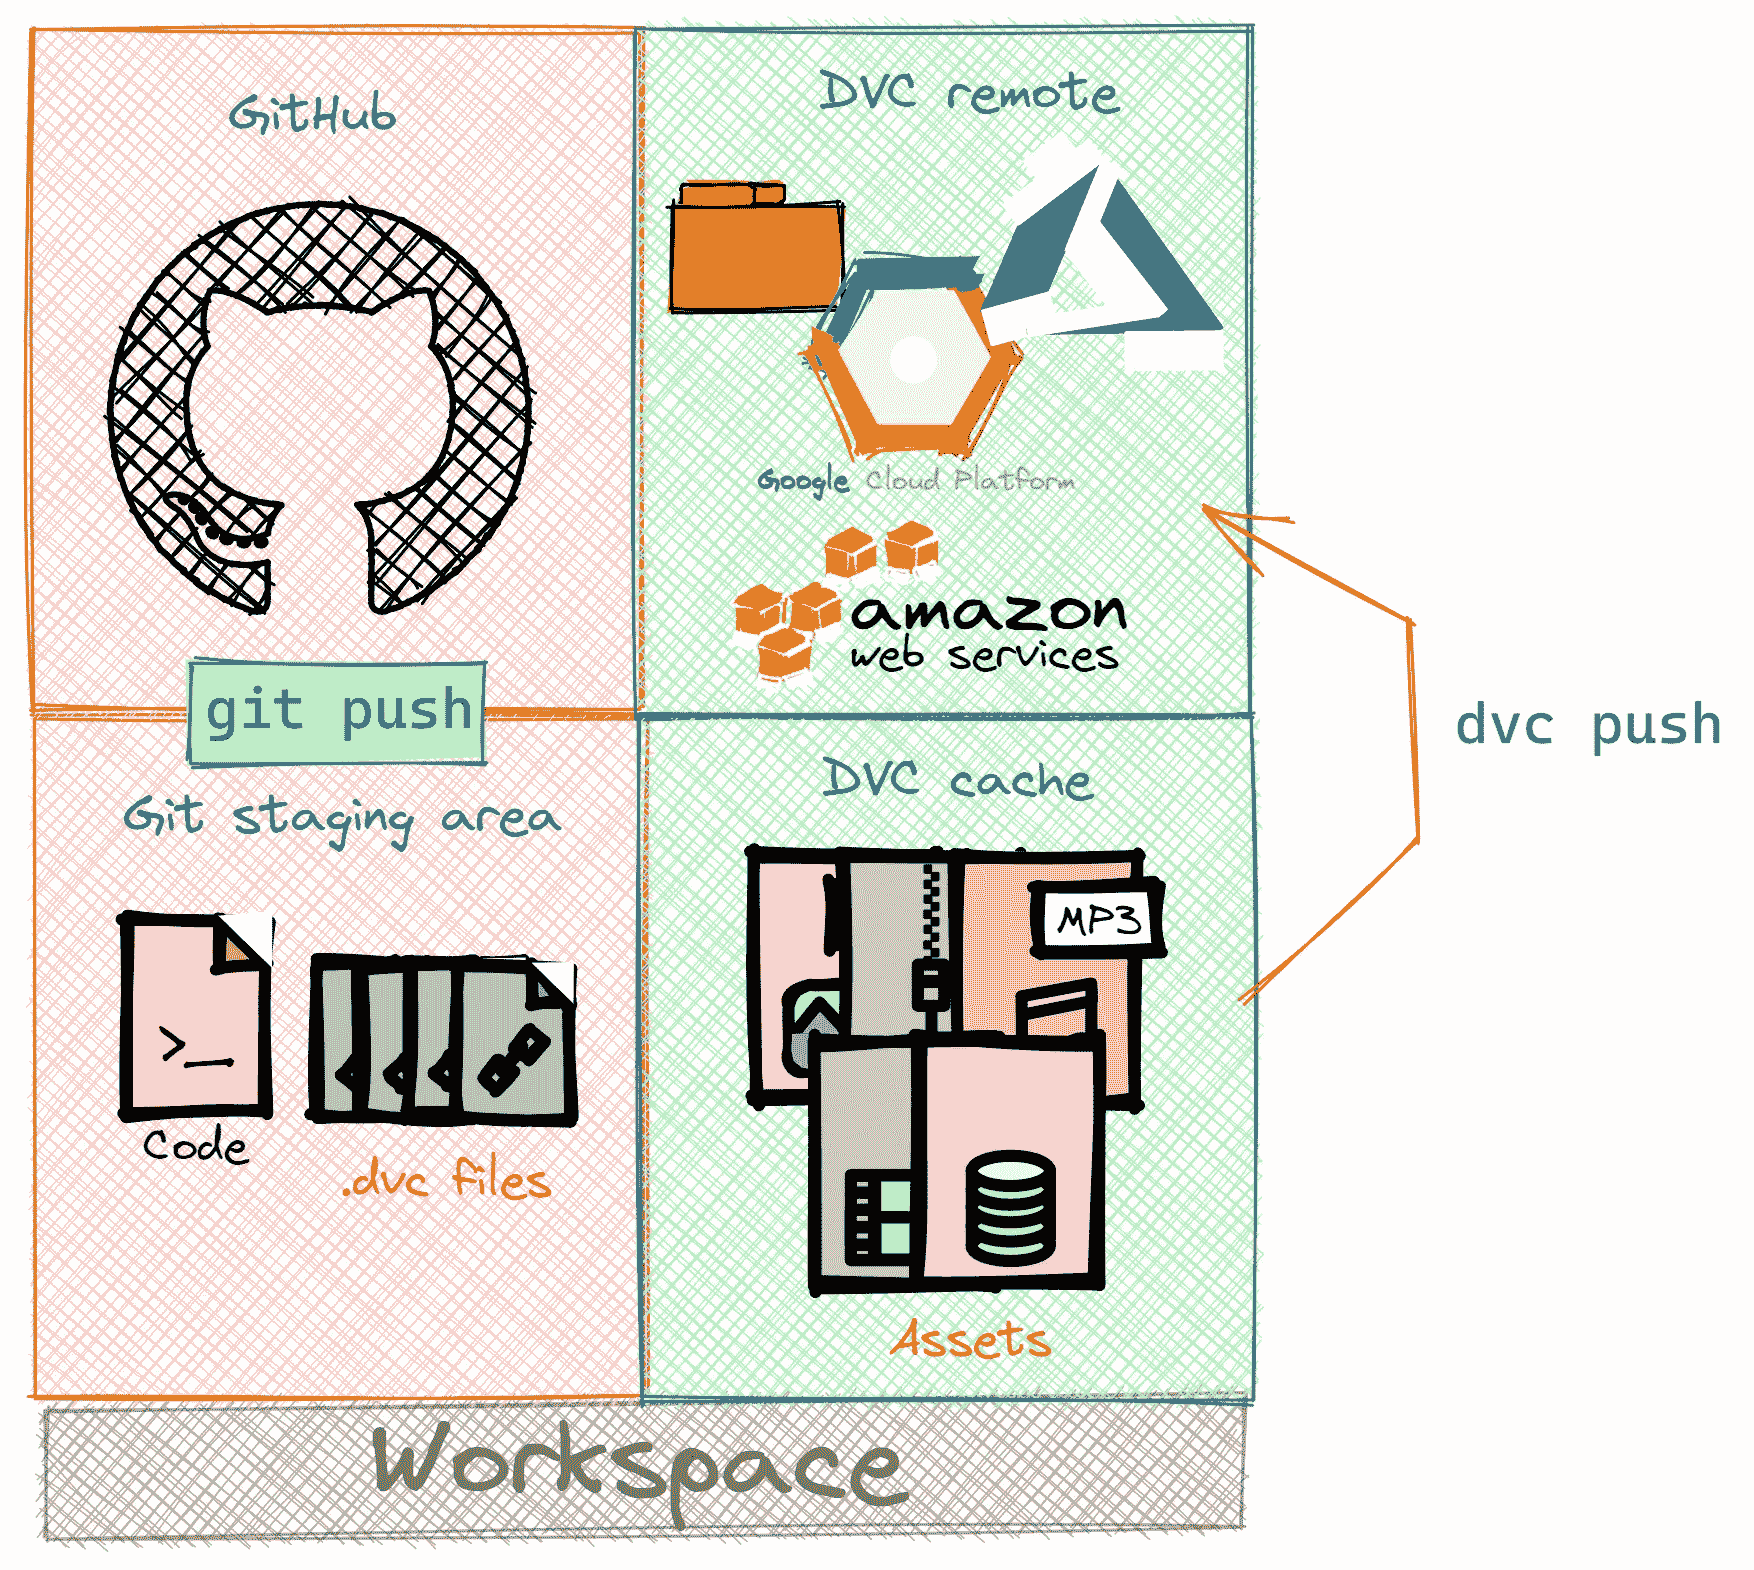 GitHub
DVC remote
Google Cloud Platform
amazon
web services
git push
dvc push
Git staging area
DVC cache
MP3
>_
Code
.dvc files
Assets
Workspace